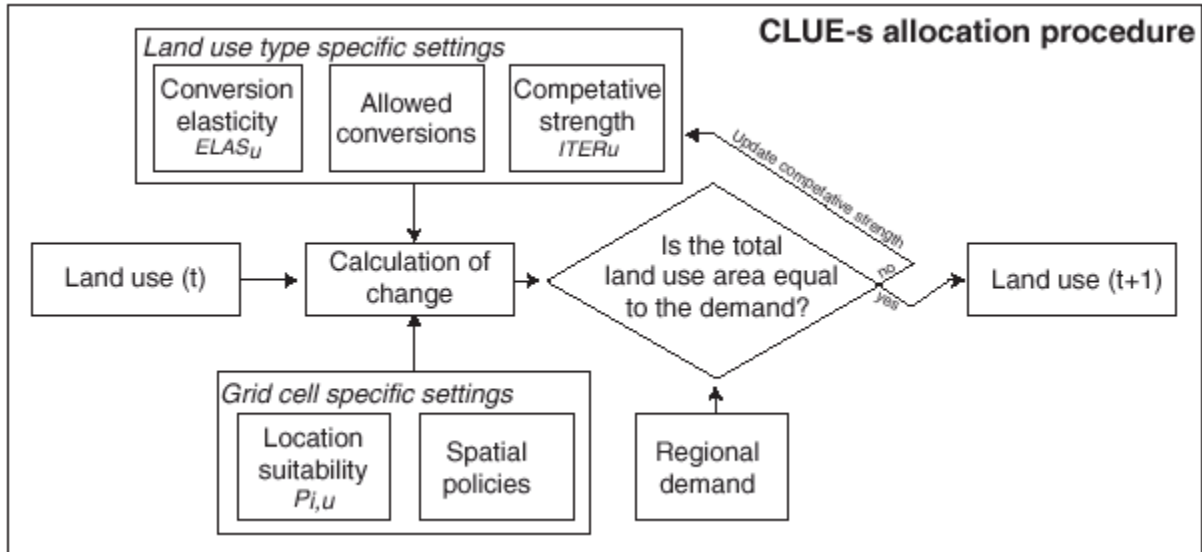 CLUE-s allocation procedure
Land use type specific settings
Conversion
elasticity
ELASu
Allowed
conversions
Competative
strength
ITERu
Update competative strength
Land use (t)
Calculation of
change
Is the total
land use area equal
to the demand?
no
yes
Land use (t+1)
Grid cell specific settings
Location
suitability
Pi,u
Spatial
policies
Regional
demand